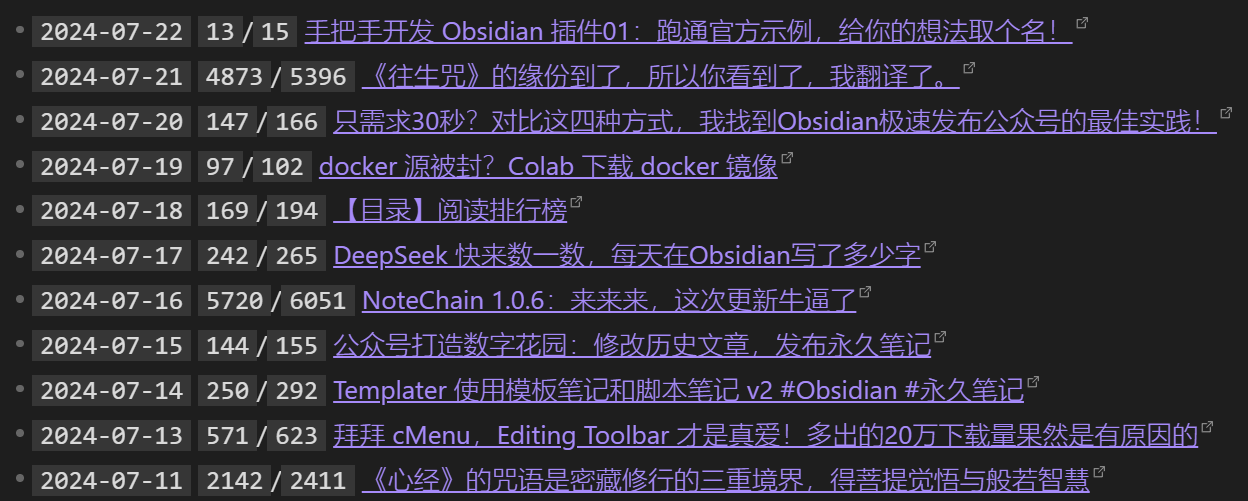 2024-07-22 13/15 手把手开发 Obsidian 插件01：跑通官方示例，给你的想法取个名！
2024-07-21 4873/5396 《往生咒》的缘份到了，所以你看到了，我翻译了。
2024-07-20 147/166 只需求30秒？对比这四种方式，我找到Obsidian极速发布公众号的最佳实践！
2024-07-19 97/102 docker 源被封？Colab 下载 docker 镜像
2024-07-18 169/194 【目录】阅读排行榜
2024-07-17 242/265 DeepSeek 快来数一数，每天在Obsidian写了多少字
2024-07-16 5720/6051 NoteChain 1.0.6：来来来，这次更新牛逼了
2024-07-15 144/155 公众号打造数字花园：修改历史文章，发布永久笔记
2024-07-14 250/292 Templater 使用模板笔记和脚本笔记 v2 #Obsidian #永久笔记
2024-07-13 571/623 拜拜 cMenu，Editing Toolbar 才是真爱！多出的20万下载量果然是有原因的
2024-07-11 2142/2411 《心经》的咒语是密藏修行的三重境界，得菩提觉悟与般若智慧